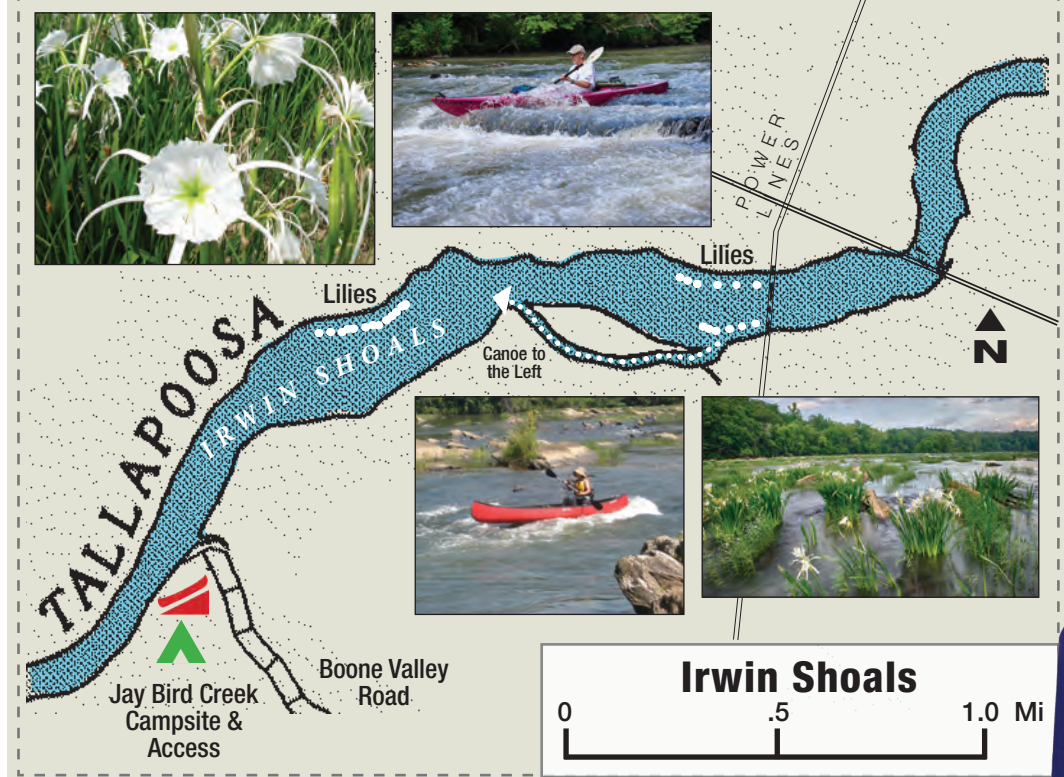 POWER
LINES
Lilies
Lilies
TALLAPOOSA
IRWIN SHOALS
Canoe to
the Left
N
Jay Bird Creek
Campsite &
Access
Boone Valley
Road
Irwin Shoals
0 .5 1.0 Mi